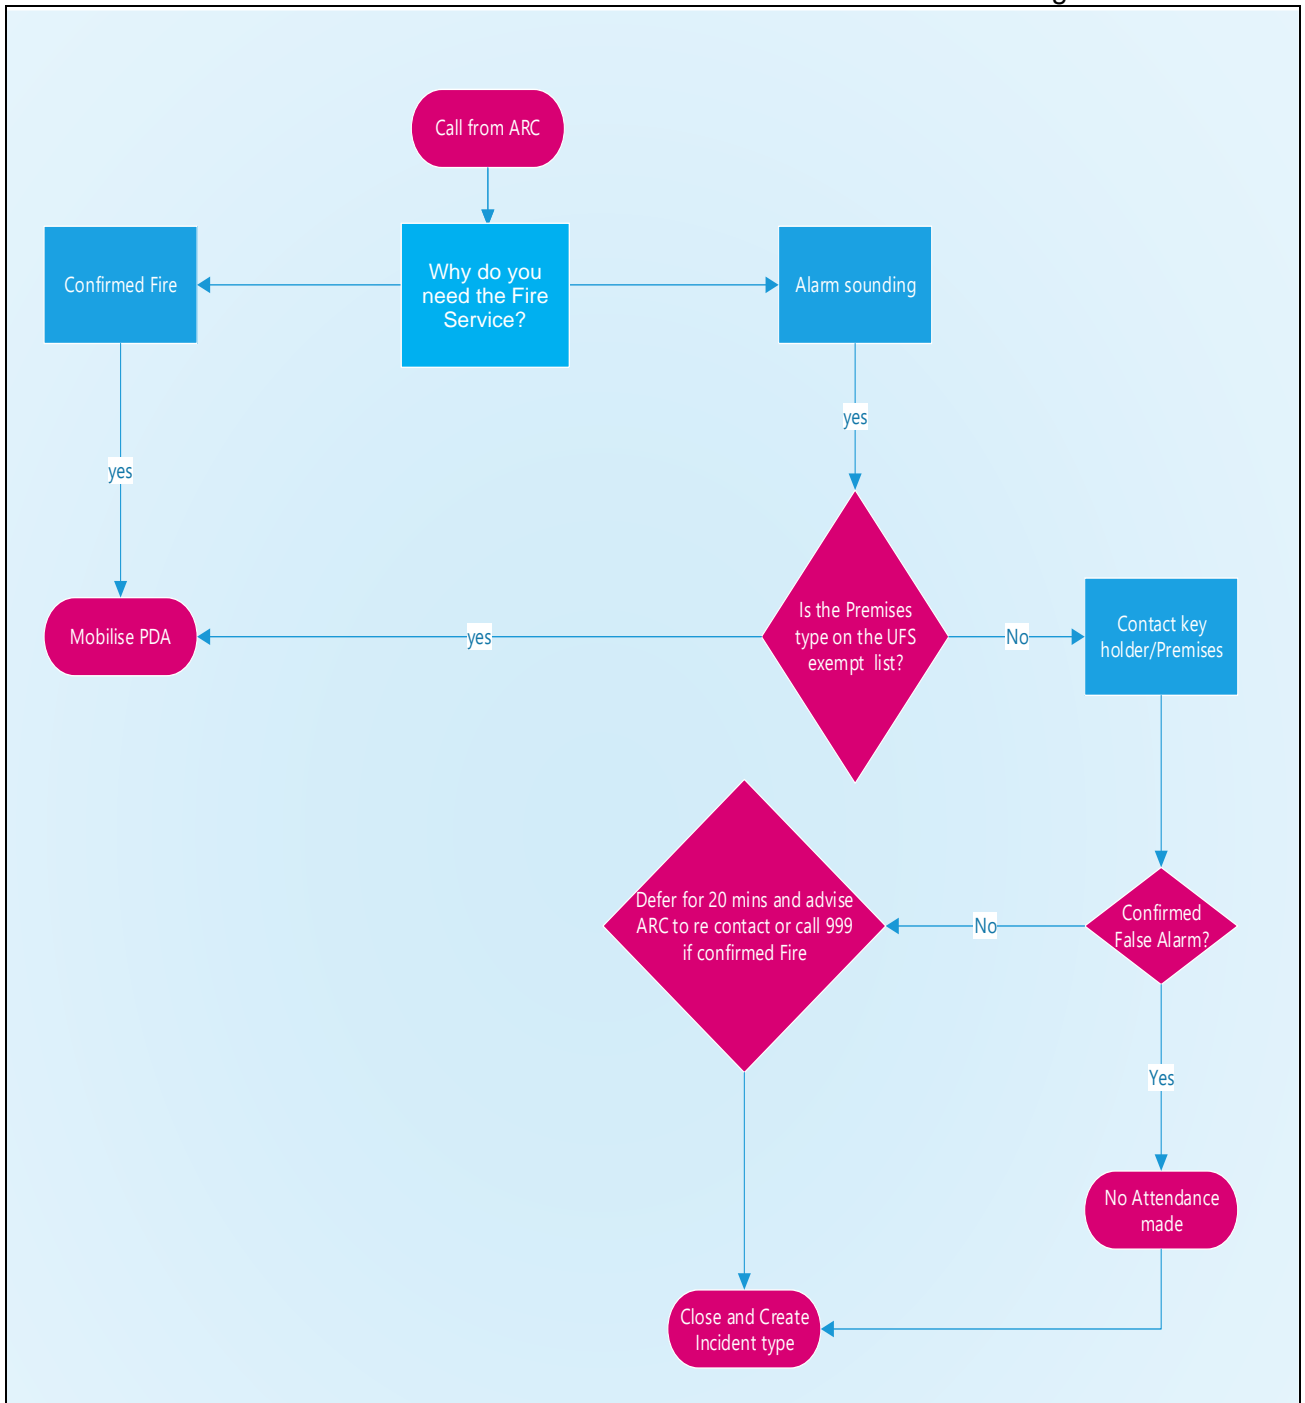 Call from ARC
Confirmed Fire
Why do you
need the Fire
Service?
Alarm sounding
yes
yes
Mobilise PDA
yes
Is the Premises
type on the UFS
exempt list?
No
Contact key
holder/Premises
Defer for 20 mins and advise
ARC to re contact or call 999
if confirmed Fire
No
Confirmed
False Alarm?
Yes
No Attendance
made
Close and Create
Incident type